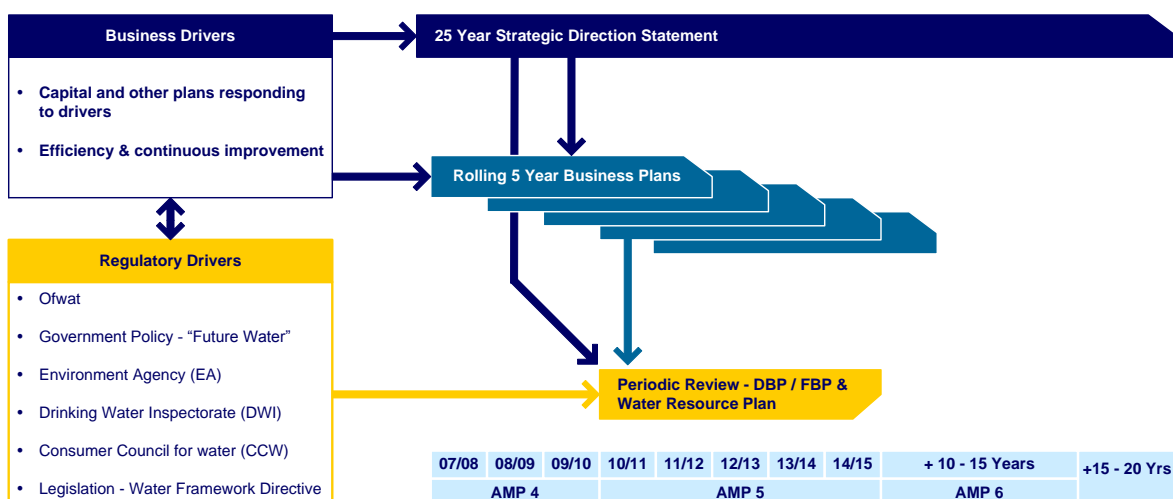 Business Drivers
25 Year Strategic Direction Statement
• Capital and other plans responding
to drivers
• Efficiency & continuous improvement
Rolling 5 Year Business Plans
Regulatory Drivers
• Ofwat
• Government Policy - “Future Water”
• Environment Agency (EA)
• Drinking Water Inspectorate (DWI)
• Consumer Council for water (CCW)
• Legislation - Water Framework Directive
Periodic Review - DBP / FBP &
Water Resource Plan
07/08 08/09 09/10 10/11 11/12 12/13 13/14 14/15 + 10 - 15 Years +15 - 20 Yrs
AMP 4 AMP 5 AMP 6